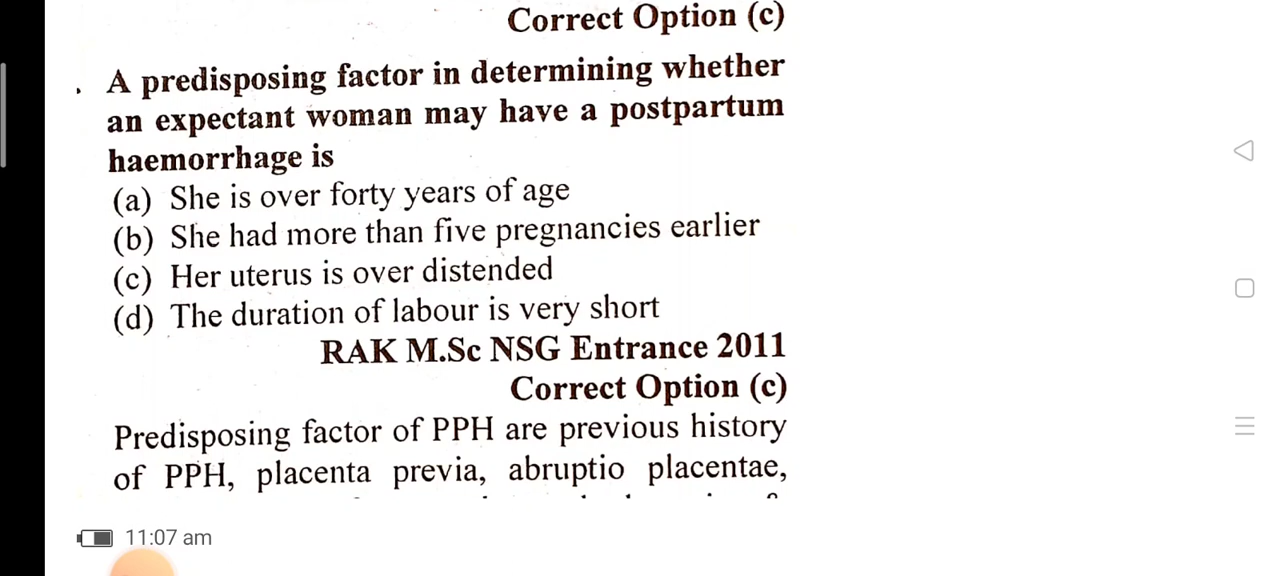 Correct Option (c)
. A predisposing factor in determining whether
an expectant woman may have a postpartum
haemorrhage is
(a) She is over forty years of age
(b) She had more than five pregnancies earlier
(c) Her uterus is over distended
(d) The duration of labour is very short
RAK M.Sc NSG Entrance 2011
Correct Option (c)
Predisposing factor of PPH are previous history
of PPH, placenta previa, abruptio placentae,
11:07 am